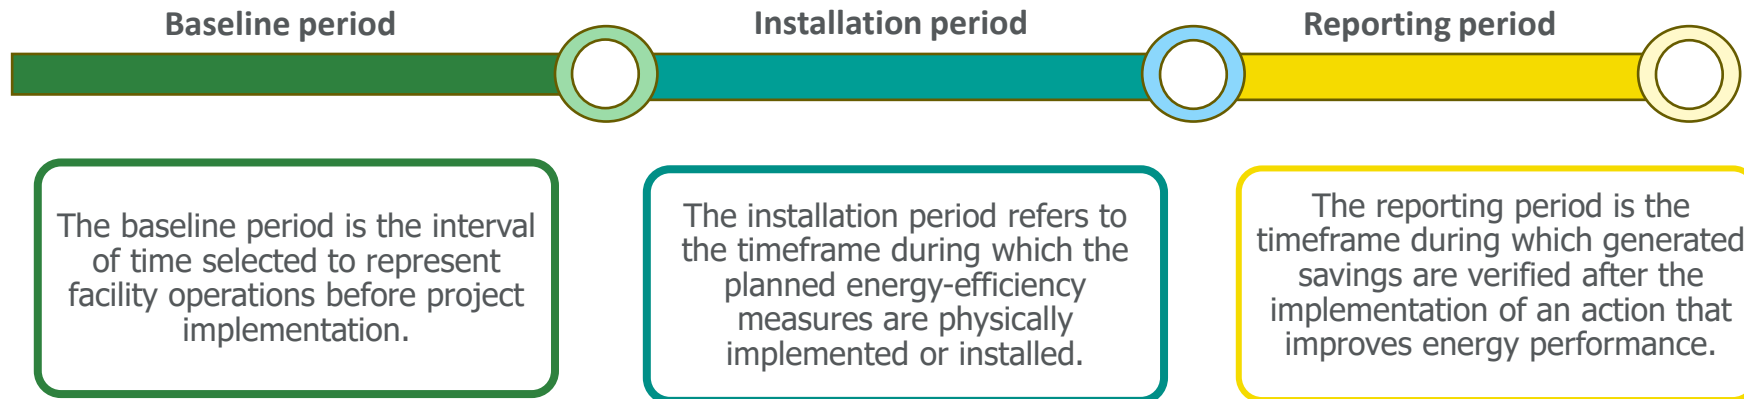 Baseline period
Installation period
Reporting period
The baseline period is the interval
of time selected to represent
facility operations before project
implementation.
The installation period refers to
the timeframe during which the
planned energy-efficiency
measures are physically
implemented or installed.
The reporting period is the
timeframe during which generated
savings are verified after the
implementation of an action that
improves energy performance.